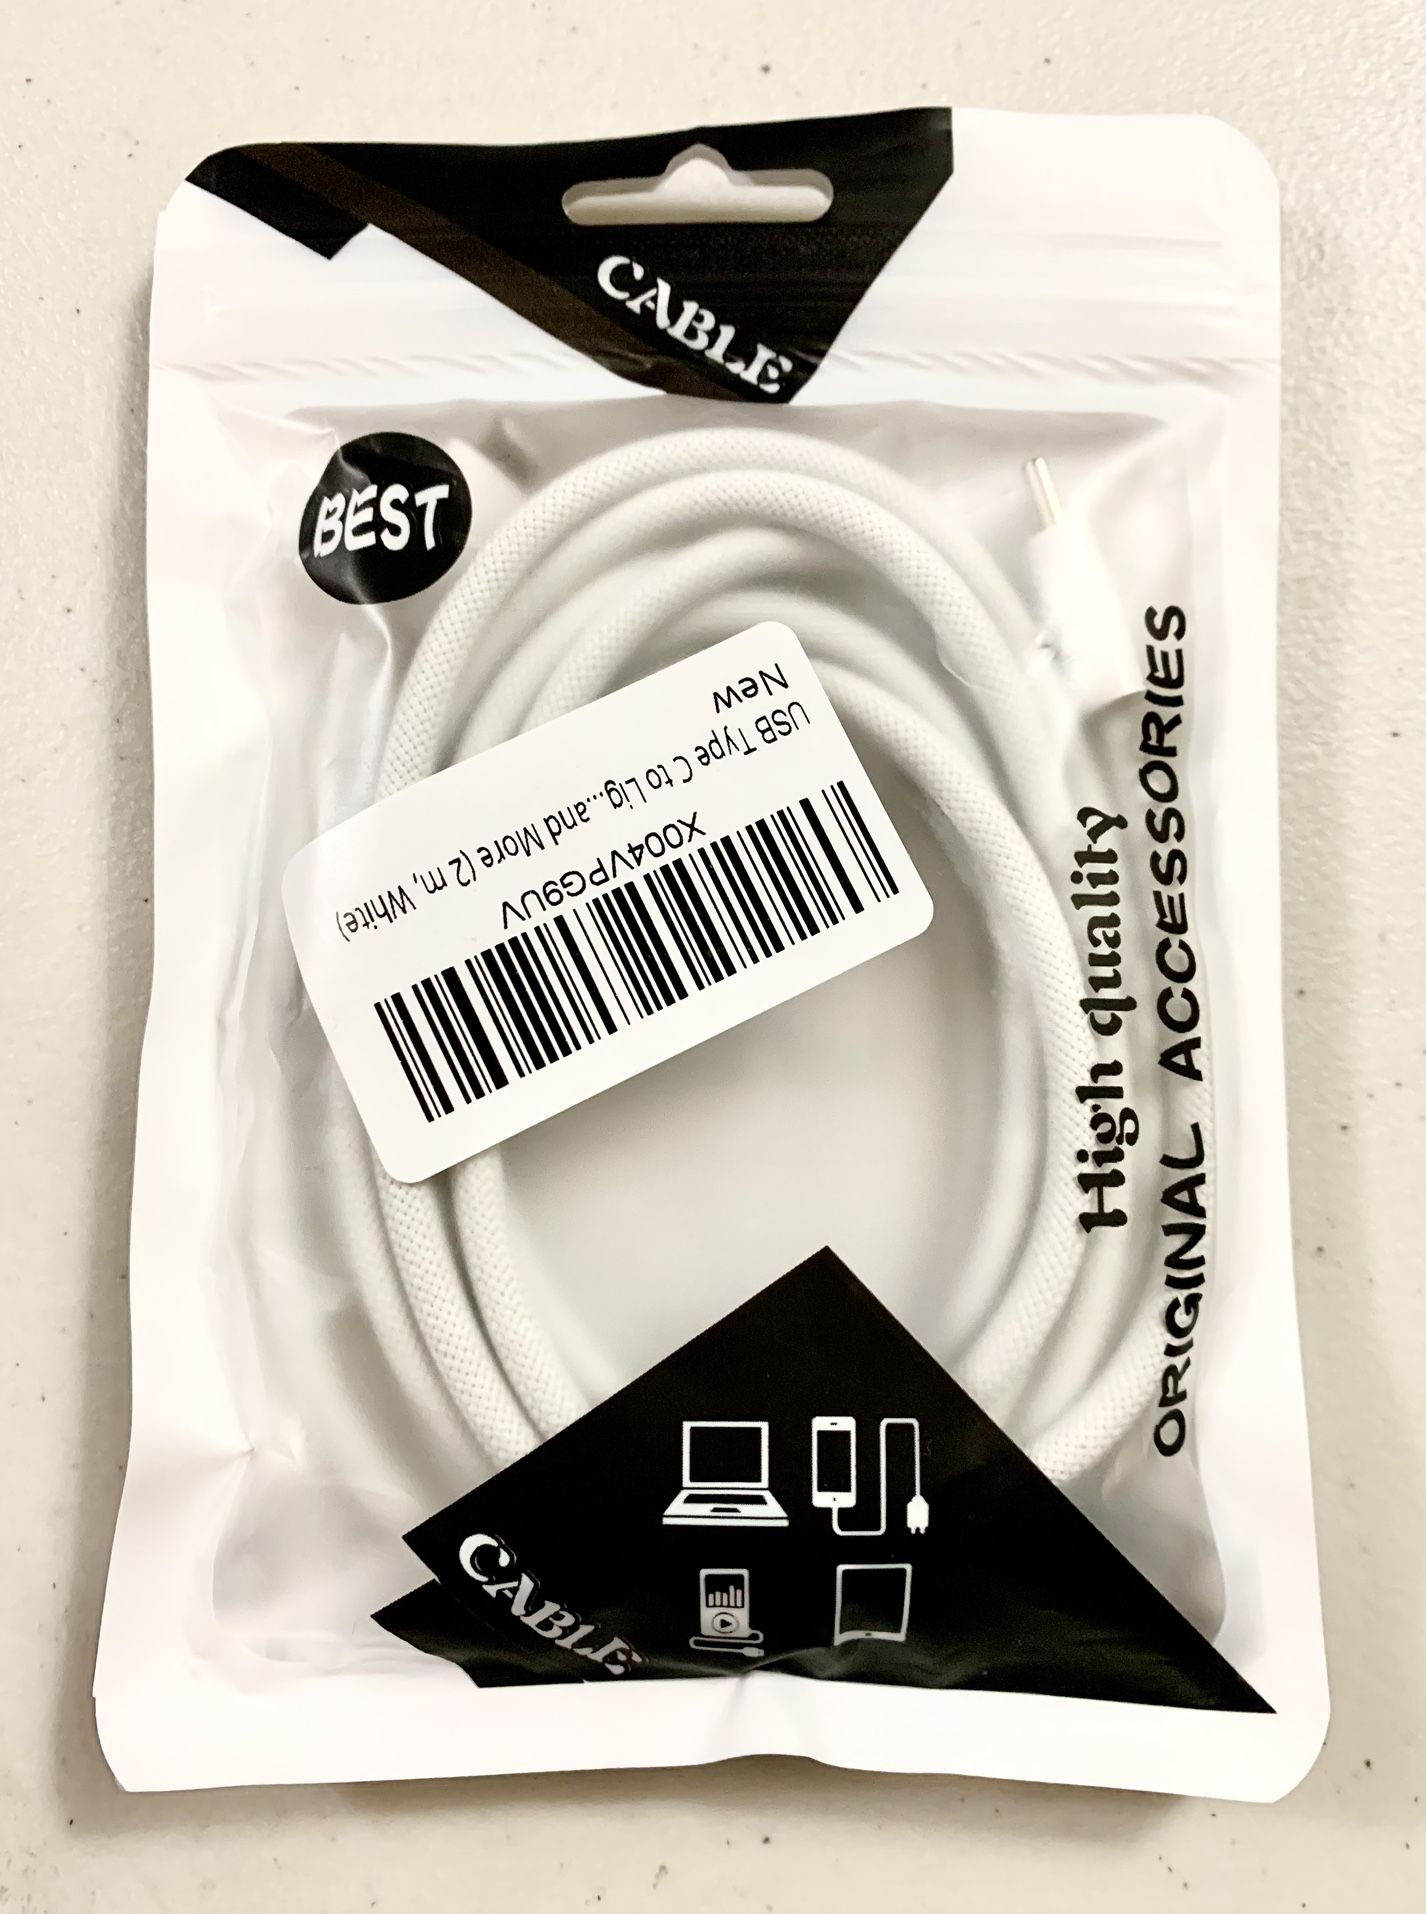 CABLE
BEST
High quality
ORIGINAL ACCESSORIES
X004VPG9UV
USB Type C to Lig...and More (2 m, White)
New
CABLE